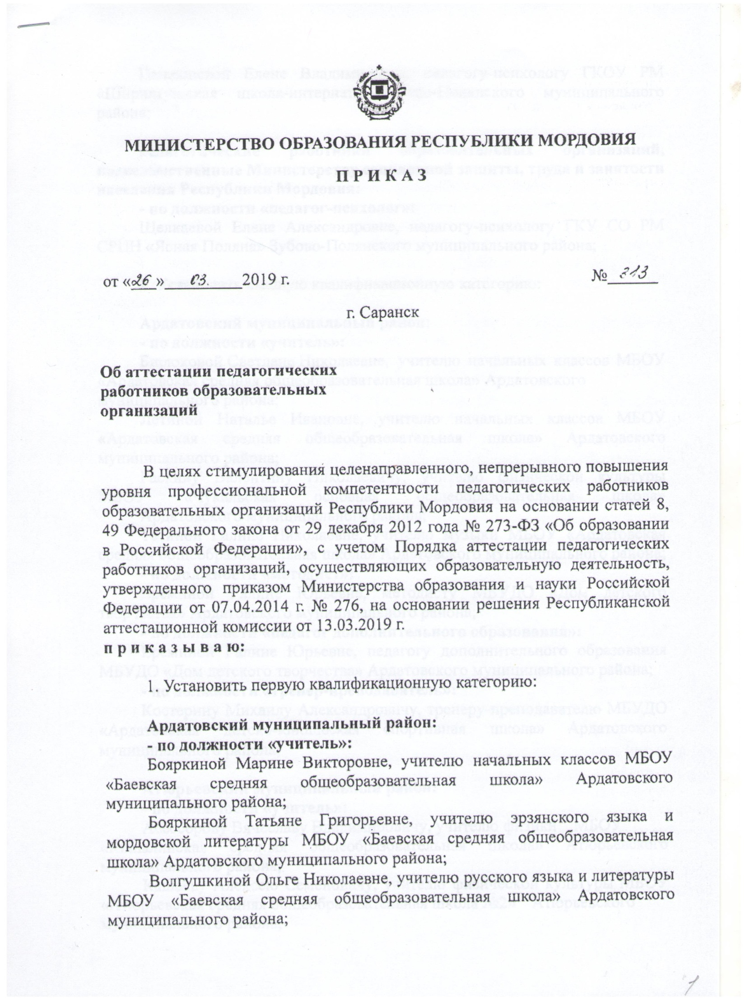 МИНИСТЕРСТВО ОБРАЗОВАНИЯ РЕСПУБЛИКИ МОРДОВИЯ
П Р И К А З
от «26» 03. 2019 г. № 313
г. Саранск
Об аттестации педагогических
работников образовательных
организаций
В целях стимулирования целенаправленного, непрерывного повышения
уровня профессиональной компетентности педагогических работников
образовательных организаций Республики Мордовия на основании статей 8,
49 Федерального закона от 29 декабря 2012 года № 273-ФЗ «Об образовании
в Российской Федерации», с учетом Порядка аттестации педагогических
работников организаций, осуществляющих образовательную деятельность,
утвержденного приказом Министерства образования и науки Российской
Федерации от 07.04.2014 г. № 276, на основании решения Республиканской
аттестационной комиссии от 13.03.2019 г.
п р и к а з ы в а ю:
1. Установить первую квалификационную категорию:
Ардатовский муниципальный район:
- по должности «учитель»:
Бояркиной Марине Викторовне, учителю начальных классов МБОУ
«Баевская средняя общеобразовательная школа» Ардатовского
муниципального района;
Бояркиной Татьяне Григорьевне, учителю эрзянского языка и
мордовской литературы МБОУ «Баевская средняя общеобразовательная
школа» Ардатовского муниципального района;
Волгушкиной Ольге Николаевне, учителю русского языка и литературы
МБОУ «Баевская средняя общеобразовательная школа» Ардатовского
муниципального района;
1